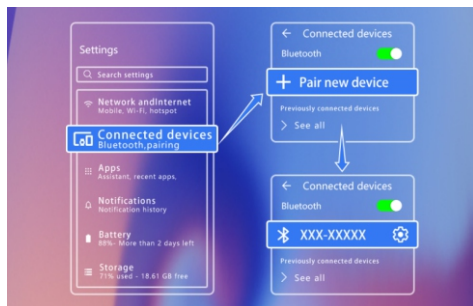 Settings
Search settings
Network andInternet
Mobile, Wi-Fi, hotspot
Connected devices
Bluetooth,pairing
Apps
Assistant, recent apps,
Notifications
Notification history
Battery
88%- More than 2 days left
Storage
71% used - 18.61 GB free
Connected devices
Bluetooth
+ Pair new device
Previously connected devices
> See all
Connected devices
Bluetooth
XXX-XXXXX
Previously connected devices
> See all